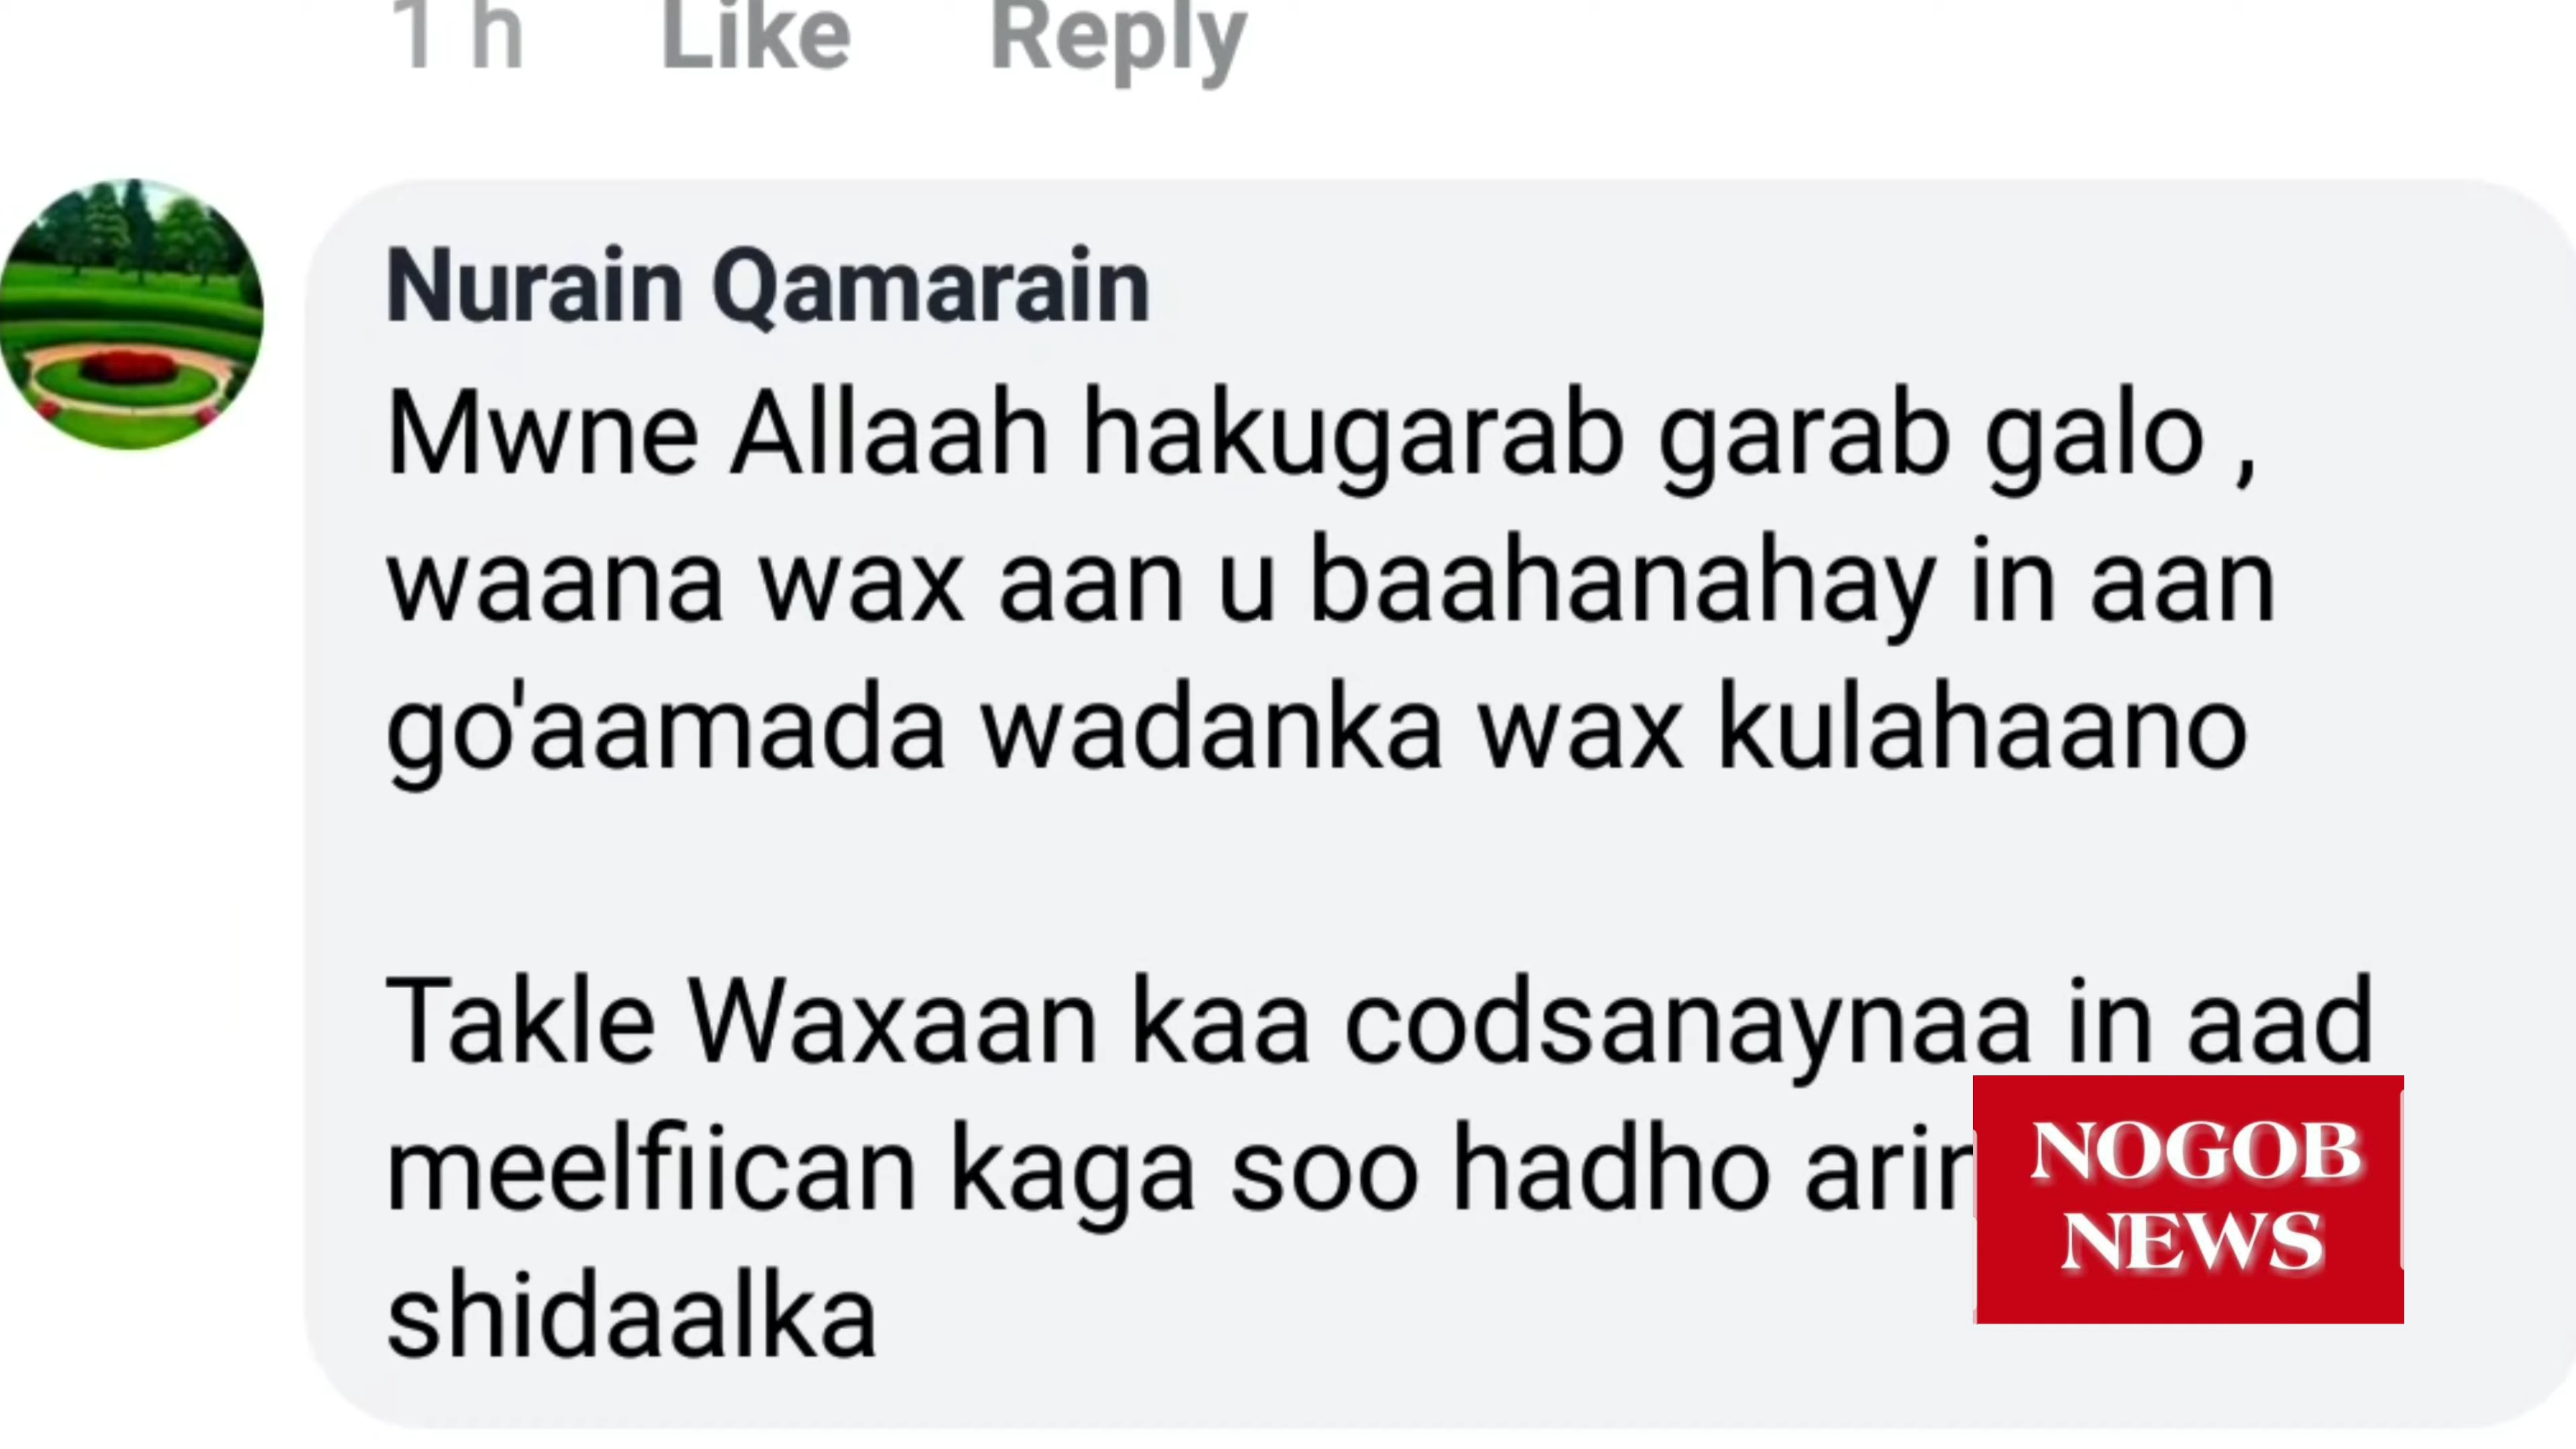 1 h Like Reply
Nurain Qamarain
Mwne Allaah hakugarab garab galo ,
waana wax aan u baahanahay in aan
go'aamada wadanka wax kulahaano
Takle Waxaan kaa codsanaynaa in aad
meelfiican kaga soo hadho
shidaalka
NOGOB
NEWS